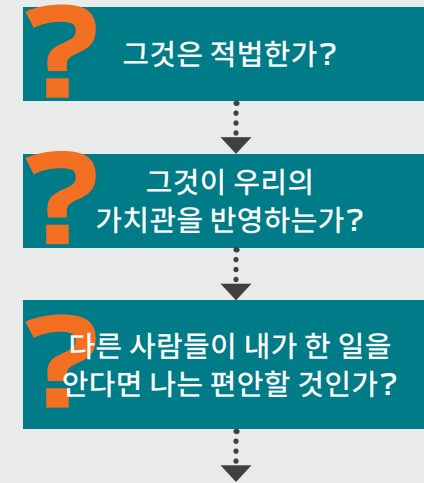 ?
그것은 적법한가?
?
그것이 우리의
가치관을 반영하는가?
?
다른 사람들이 내가 한 일을
안다면 나는 편안할 것인가?